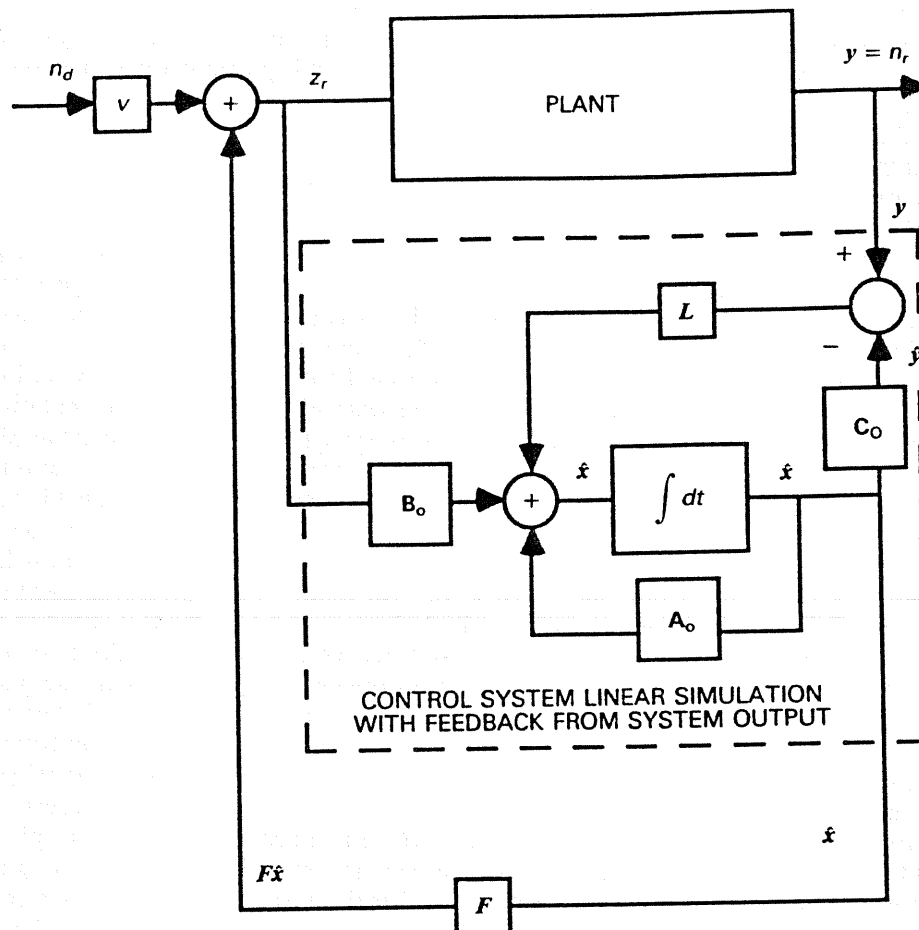 n_d
v
+
z_r
PLANT
y = n_r
y
+
L
−
ŷ
C_O
B_o
+
x̂
∫ dt
x̂
A_o
CONTROL SYSTEM LINEAR SIMULATION
WITH FEEDBACK FROM SYSTEM OUTPUT
x̂
Fx̂
F